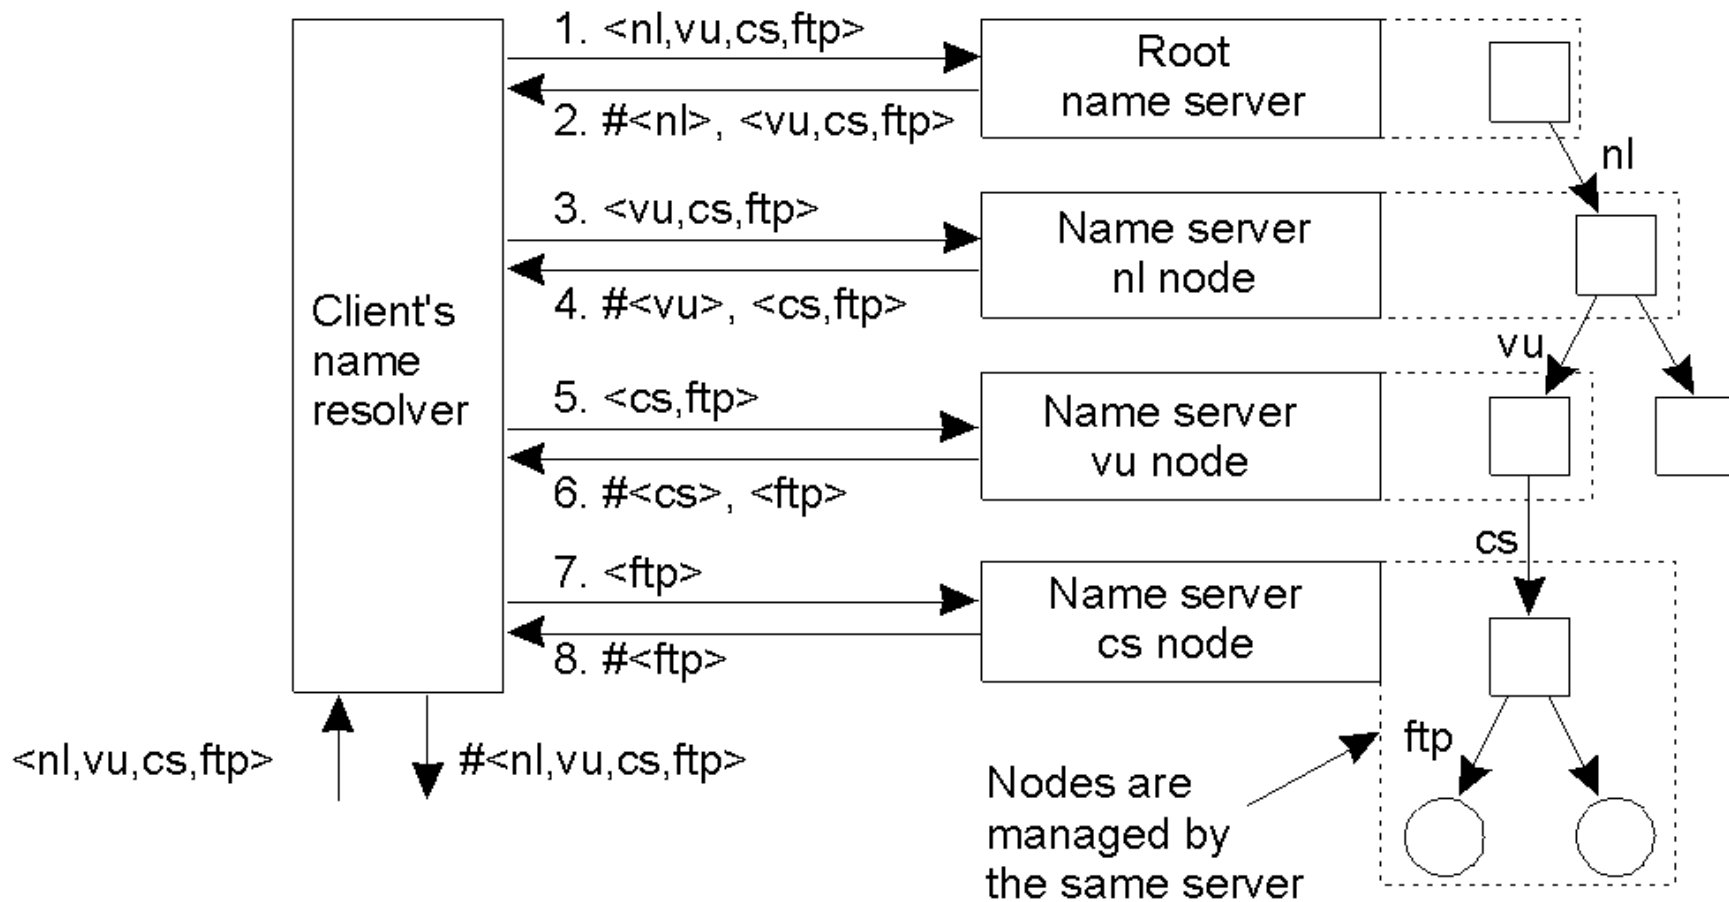 1. <nl,vu,cs,ftp>
2. #<nl>, <vu,cs,ftp>
Root
name server
nl
3. <vu,cs,ftp>
4. #<vu>, <cs,ftp>
Name server
nl node
vu
Client's
name
resolver
5. <cs,ftp>
6. #<cs>, <ftp>
Name server
vu node
cs
7. <ftp>
8. #<ftp>
Name server
cs node
ftp
<nl,vu,cs,ftp>
#<nl,vu,cs,ftp>
Nodes are
managed by
the same server